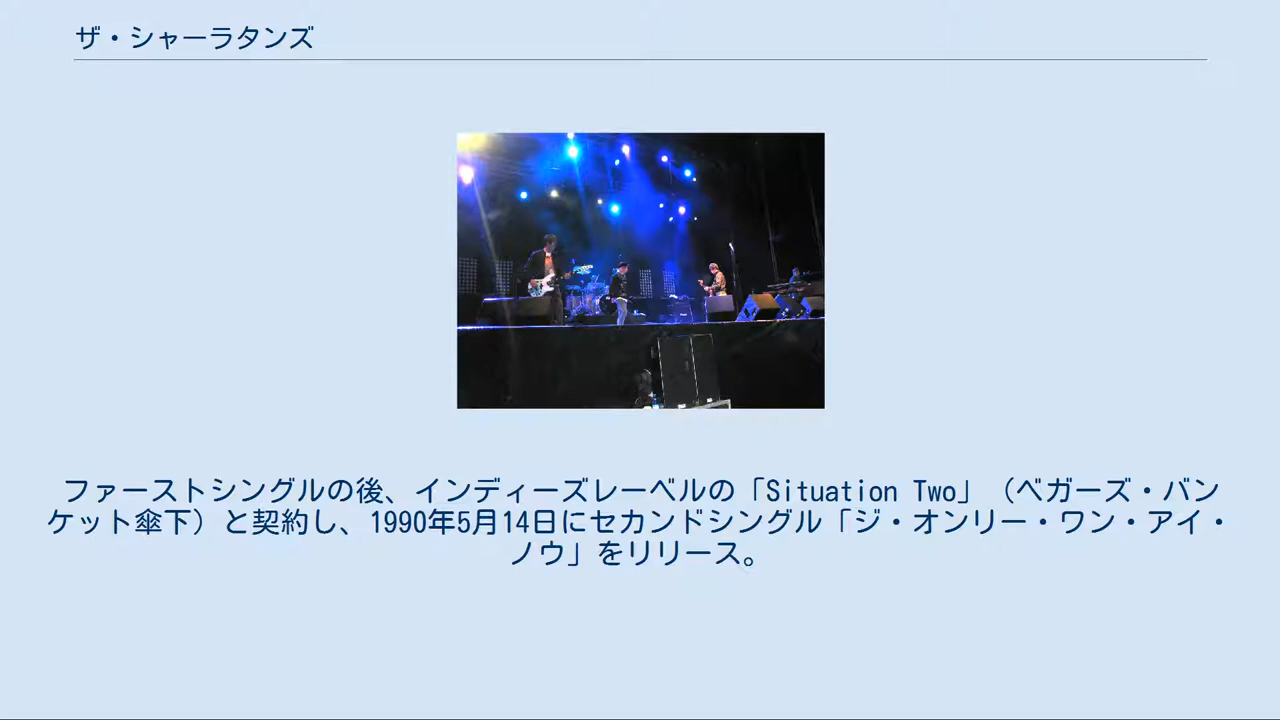 ザ・シャーラタンズ
ファーストシングルの後、インディーズレーベルの「Situation Two」（ベガーズ・バン
ケット傘下）と契約し、1990年5月14日にセカンドシングル「ジ・オンリー・ワン・アイ・
ノウ」をリリース。